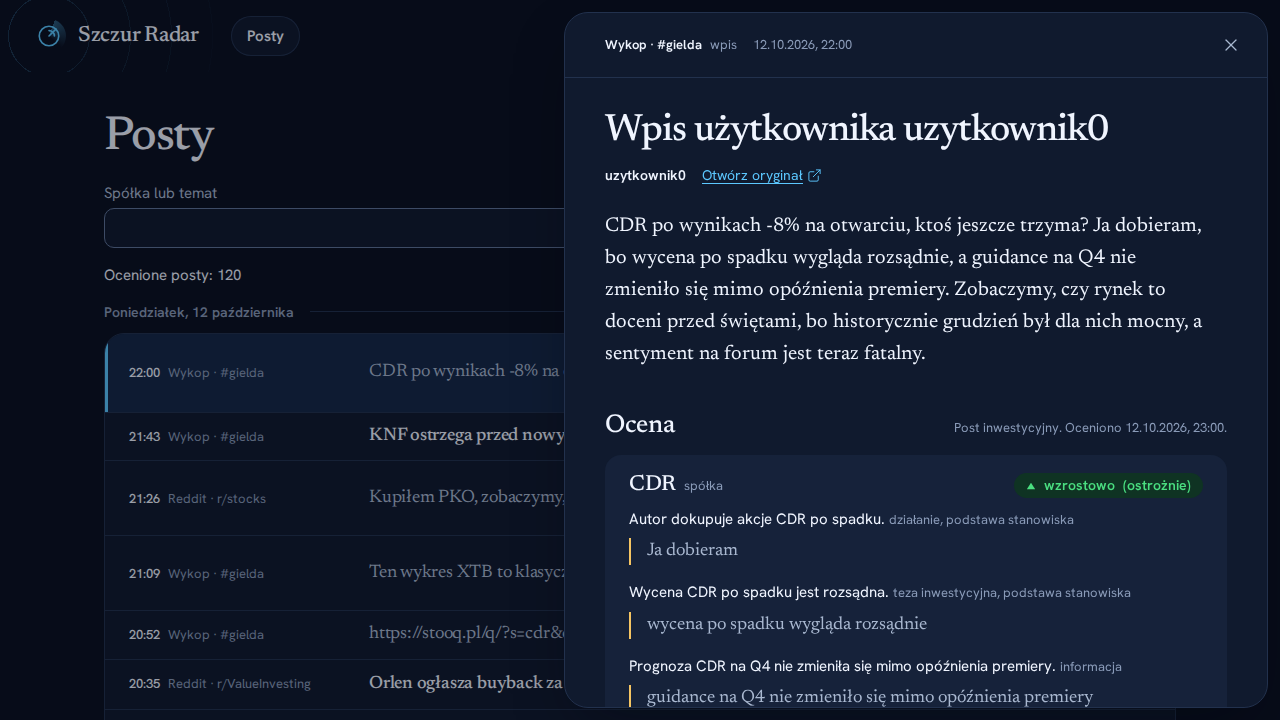 Szczur Radar
Posty
Posty
Spółka lub temat
Ocenione posty: 120
Poniedziałek, 12 października
22:00 Wykop · #gielda CDR po wynikach -8% na
21:43 Wykop · #gielda KNF ostrzega przed nowy
21:26 Reddit · r/stocks Kupiłem PKO, zobaczymy,
21:09 Wykop · #gielda Ten wykres XTB to klasycz
20:52 Wykop · #gielda https://stooq.pl/q/?s=cdr&
20:35 Reddit · r/ValueInvesting Orlen ogłasza buyback za
Wykop · #gielda wpis 12.10.2026, 22:00
Wpis użytkownika uzytkownik0
uzytkownik0 Otwórz oryginał
CDR po wynikach -8% na otwarciu, ktoś jeszcze trzyma? Ja dobieram,
bo wycena po spadku wygląda rozsądnie, a guidance na Q4 nie
zmieniło się mimo opóźnienia premiery. Zobaczymy, czy rynek to
doceni przed świętami, bo historycznie grudzień był dla nich mocny, a
sentyment na forum jest teraz fatalny.
Ocena
Post inwestycyjny. Oceniono 12.10.2026, 23:00.
CDR spółka
wzrostowo (ostrożnie)
Autor dokupuje akcje CDR po spadku. działanie, podstawa stanowiska
Ja dobieram
Wycena CDR po spadku jest rozsądna. teza inwestycyjna, podstawa stanowiska
wycena po spadku wygląda rozsądnie
Prognoza CDR na Q4 nie zmieniła się mimo opóźnienia premiery. informacja
guidance na Q4 nie zmieniło się mimo opóźnienia premiery